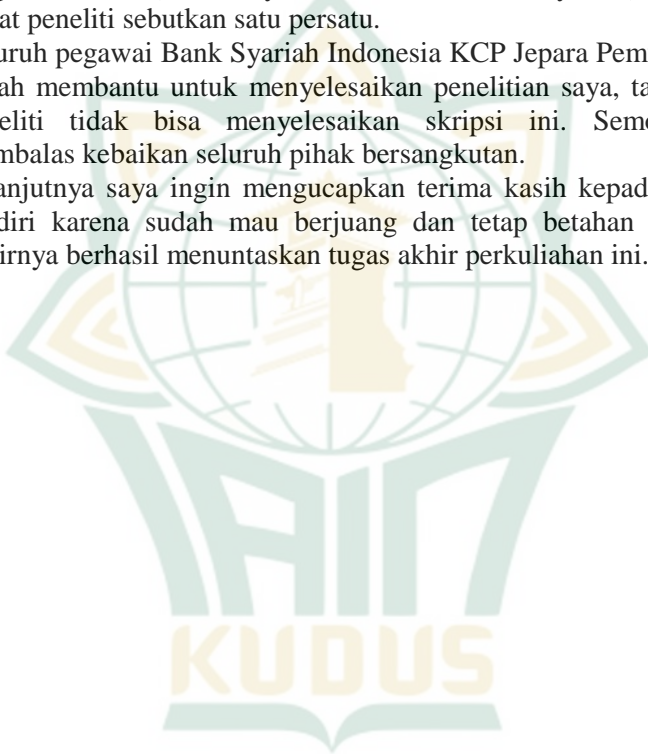 at peneliti sebutkan satu persatu.
uruh pegawai Bank Syariah Indonesia KCP Jepara Pem
ah membantu untuk menyelesaikan penelitian saya, ta
eliti tidak bisa menyelesaikan skripsi ini. Sem
mbalas kebaikan seluruh pihak bersangkutan.
anjutnya saya ingin mengucapkan terima kasih kepad
diri karena sudah mau berjuang dan tetap betahan
irnya berhasil menuntaskan tugas akhir perkuliahan ini.
IAIN
KUDUS